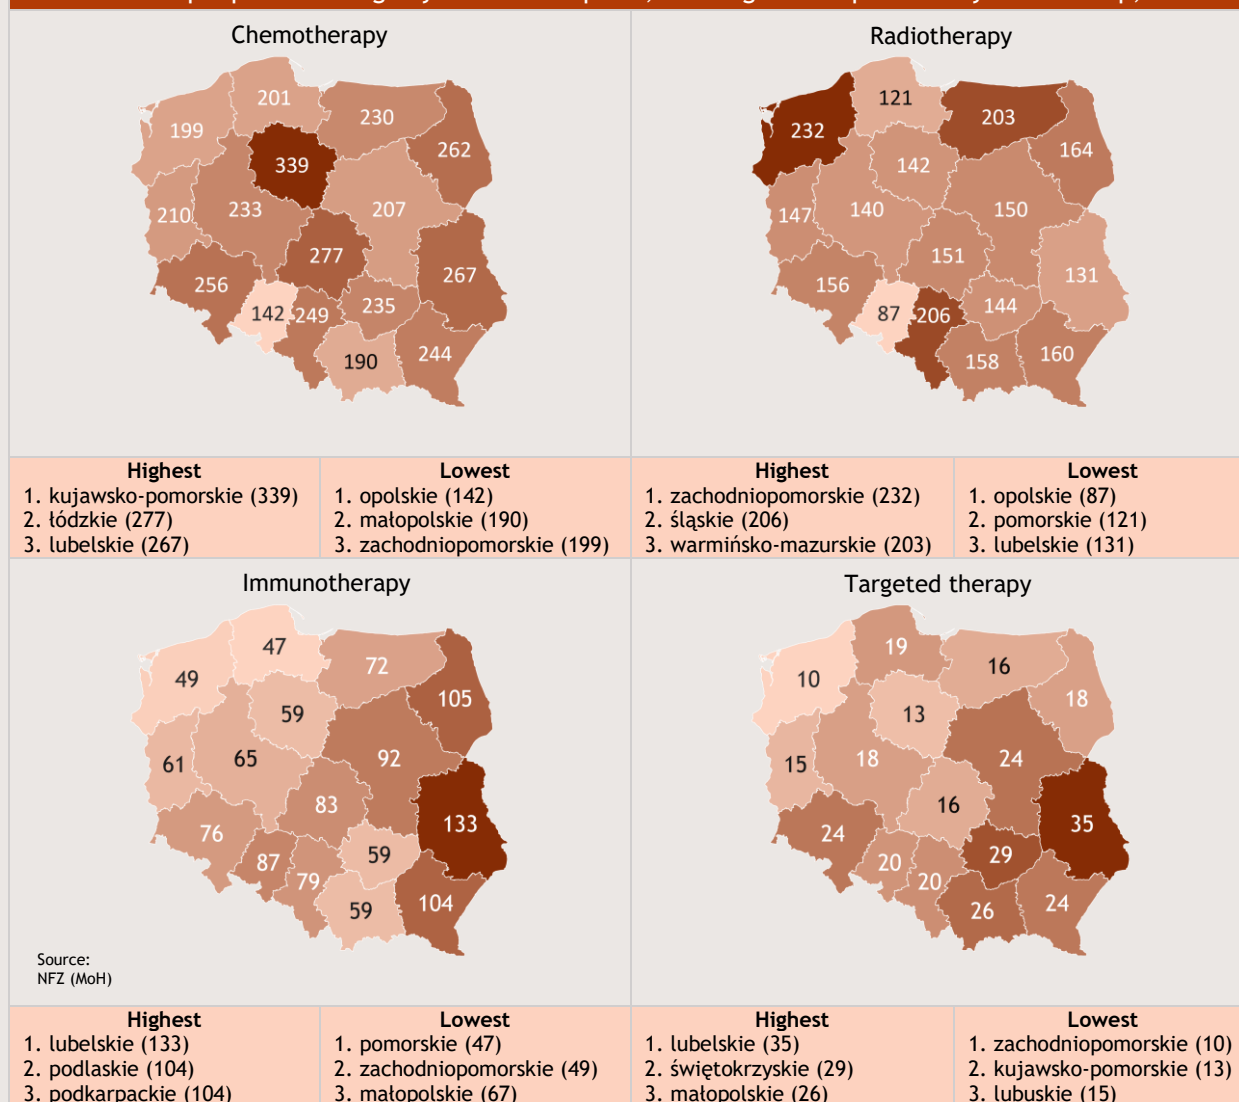 Chemotherapy
201
199
230
262
339
210
233
207
277
256
267
142
249
235
190
244
Radiotherapy
121
232
203
164
142
147
140
150
151
156
131
87
206
144
158
160
Highest
1. kujawsko-pomorskie (339)
2. łódzkie (277)
3. lubelskie (267)
Lowest
1. opolskie (142)
2. małopolskie (190)
3. zachodniopomorskie (199)
Highest
1. zachodniopomorskie (232)
2. śląskie (206)
3. warmińsko-mazurskie (203)
Lowest
1. opolskie (87)
2. pomorskie (121)
3. lubelskie (131)
Immunotherapy
47
49
72
105
59
61
65
92
83
76
133
87
79
59
59
104
Source:
NFZ (MoH)
Targeted therapy
19
10
16
18
13
15
18
24
16
24
35
20
20
29
26
24
Highest
1. lubelskie (133)
2. podlaskie (104)
3. podkarpackie (104)
Lowest
1. pomorskie (47)
2. zachodniopomorskie (49)
3. małopolskie (67)
Highest
1. lubelskie (35)
2. świętokrzyskie (29)
3. małopolskie (26)
Lowest
1. zachodniopomorskie (10)
2. kujawsko-pomorskie (13)
3. lubuskie (15)